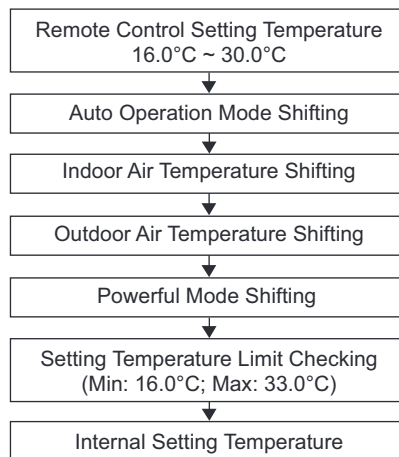 Remote Control Setting Temperature
16.0°C ~ 30.0°C
Auto Operation Mode Shifting
Indoor Air Temperature Shifting
Outdoor Air Temperature Shifting
Powerful Mode Shifting
Setting Temperature Limit Checking
(Min: 16.0°C; Max: 33.0°C)
Internal Setting Temperature